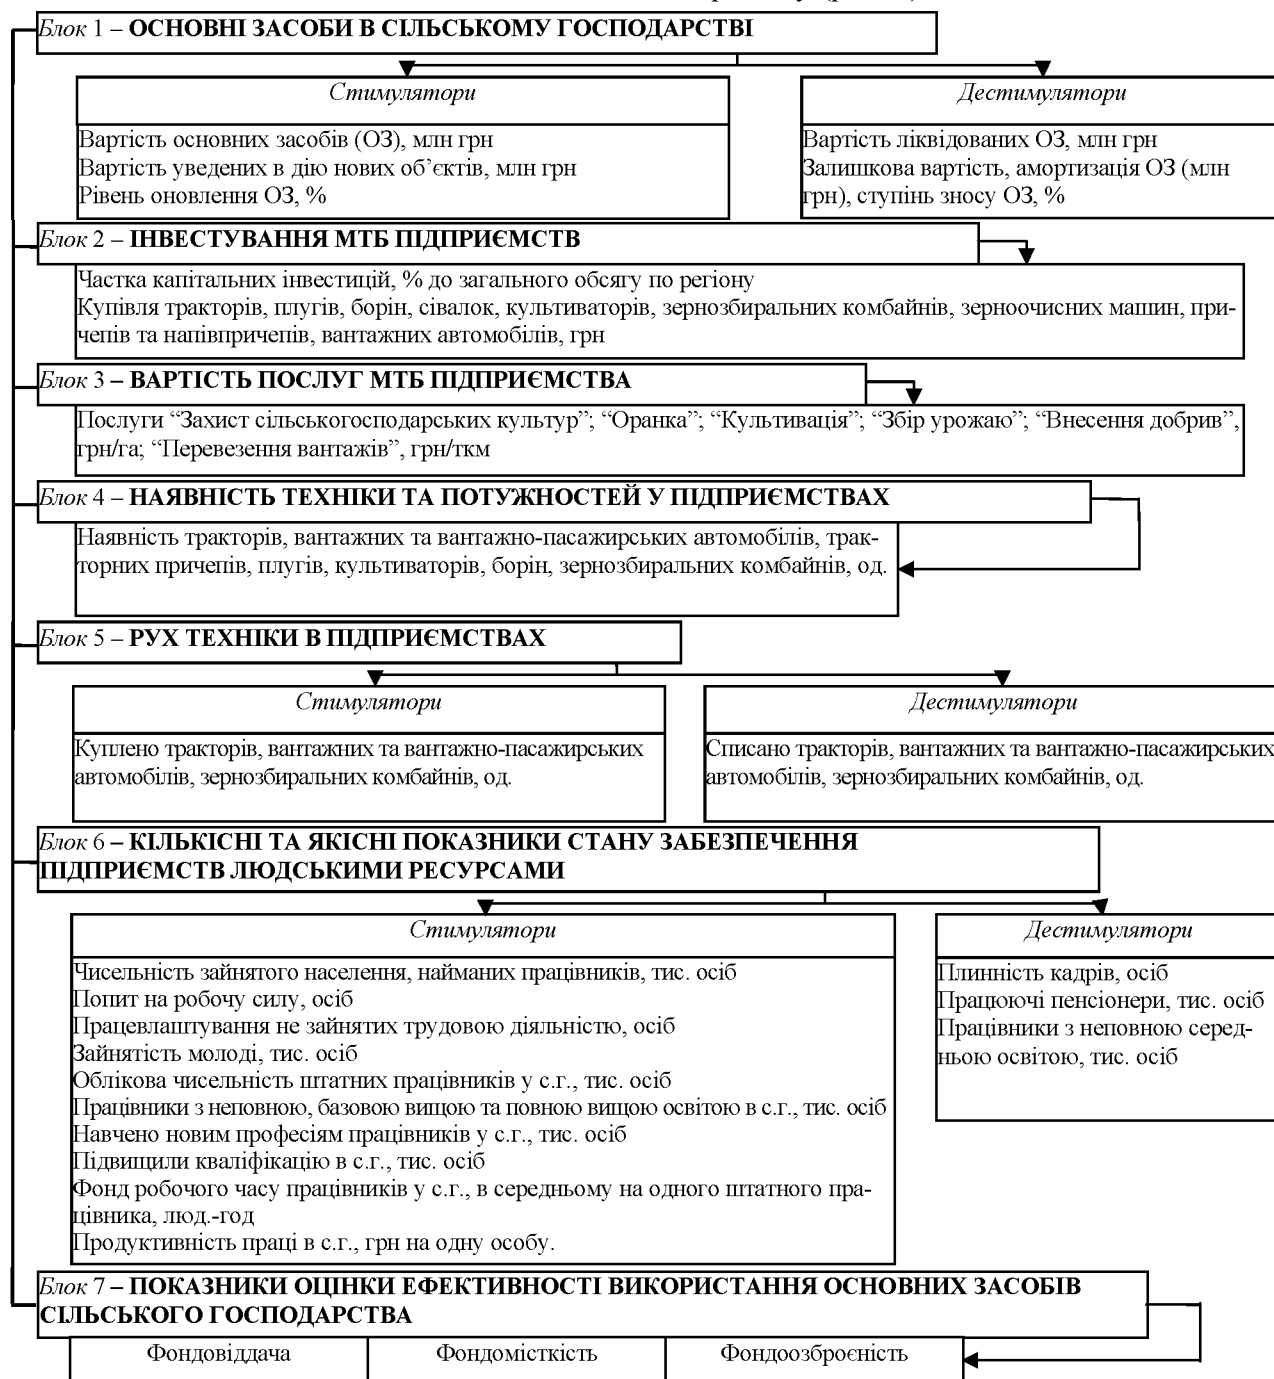 Блок 1 – ОСНОВНІ ЗАСОБИ В СІЛЬСЬКОМУ ГОСПОДАРСТВІ
Стимулятори
Вартість основних засобів (ОЗ), млн грн
Вартість уведених в дію нових об’єктів, млн грн
Рівень оновлення ОЗ, %
Дестимулятори
Вартість ліквідованих ОЗ, млн грн
Залишкова вартість, амортизація ОЗ (млн
грн), ступінь зносу ОЗ, %
Блок 2 – ІНВЕСТУВАННЯ МТБ ПІДПРИЄМСТВ
Частка капітальних інвестицій, % до загального обсягу по регіону
Купівля тракторів, плугів, борін, сівалок, культиваторів, зернозбиральних комбайнів, зерноочисних машин, при-
чепів та напівпричепів, вантажних автомобілів, грн
Блок 3 – ВАРТІСТЬ ПОСЛУГ МТБ ПІДПРИЄМСТВА
Послуги “Захист сільськогосподарських культур”; “Оранка”; “Культивація”; “Збір урожаю”; “Внесення добрив”,
грн/га; “Перевезення вантажів”, грн/ткм
Блок 4 – НАЯВНІСТЬ ТЕХНІКИ ТА ПОТУЖНОСТЕЙ У ПІДПРИЄМСТВАХ
Наявність тракторів, вантажних та вантажно-пасажирських автомобілів, трак-
торних причепів, плугів, культиваторів, борін, зернозбиральних комбайнів, од.
Блок 5 – РУХ ТЕХНІКИ В ПІДПРИЄМСТВАХ
Стимулятори
Куплено тракторів, вантажних та вантажно-пасажирських
автомобілів, зернозбиральних комбайнів, од.
Дестимулятори
Списано тракторів, вантажних та вантажно-пасажирських
автомобілів, зернозбиральних комбайнів, од.
Блок 6 – КІЛЬКІСНІ ТА ЯКІСНІ ПОКАЗНИКИ СТАНУ ЗАБЕЗПЕЧЕННЯ
ПІДПРИЄМСТВ ЛЮДСЬКИМИ РЕСУРСАМИ
Стимулятори
Чисельність зайнятого населення, найманих працівників, тис. осіб
Попит на робочу силу, осіб
Працевлаштування не зайнятих трудовою діяльністю, осіб
Зайнятість молоді, тис. осіб
Облікова чисельність штатних працівників у с.г., тис. осіб
Працівники з неповною, базовою вищою та повною вищою освітою в с.г., тис. осіб
Навчено новим професіям працівників у с.г., тис. осіб
Підвищили кваліфікацію в с.г., тис. осіб
Фонд робочого часу працівників у с.г., в середньому на одного штатного пра-
цівника, люд.-год
Продуктивність праці в с.г., грн на одну особу.
Дестимулятори
Плинність кадрів, осіб
Працюючі пенсіонери, тис. осіб
Працівники з неповною серед-
ньою освітою, тис. осіб
Блок 7 – ПОКАЗНИКИ ОЦІНКИ ЕФЕКТИВНОСТІ ВИКОРИСТАННЯ ОСНОВНИХ ЗАСОБІВ
СІЛЬСЬКОГО ГОСПОДАРСТВА
Фондовіддача
Фондомісткість
Фондоозброєність